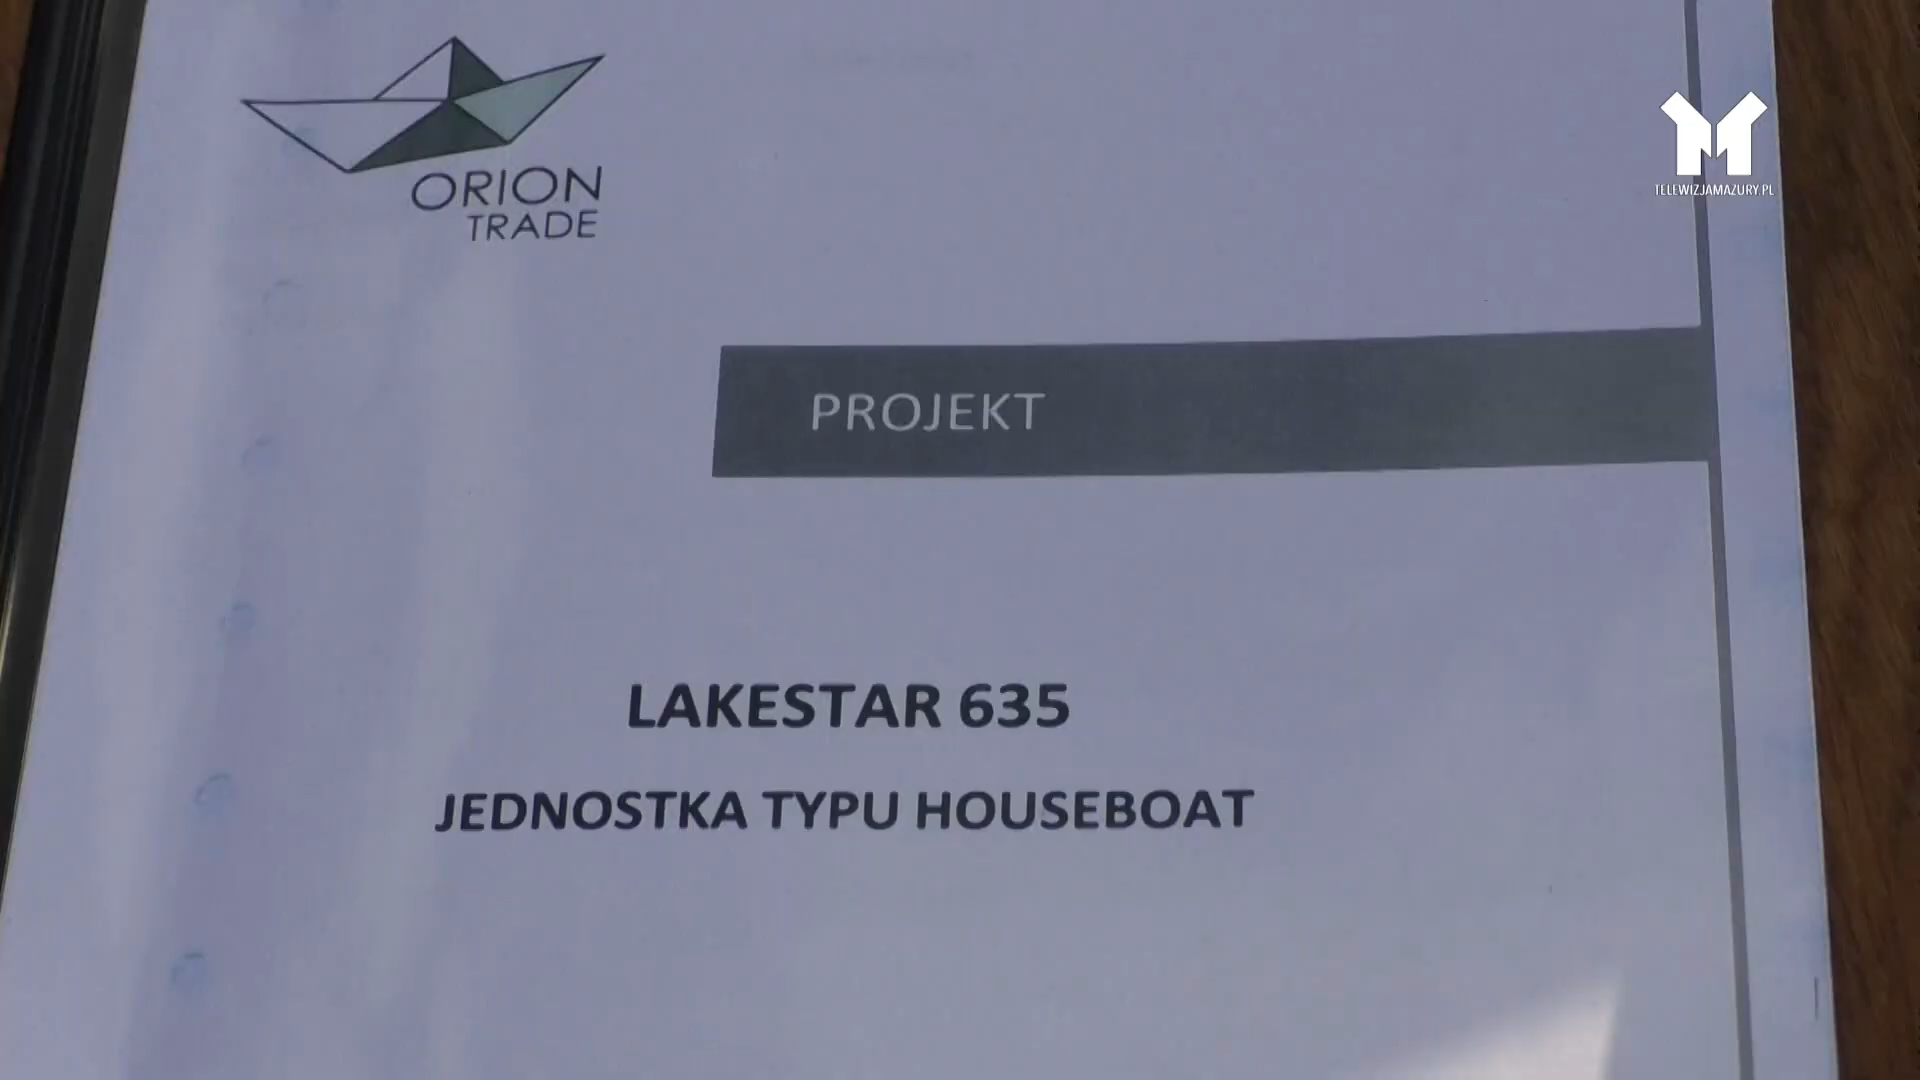 ORION
TRADE
TELEWIZJAMAZURY.PL
PROJEKT
LAKESTAR 635
JEDNOSTKA TYPU HOUSEBOAT